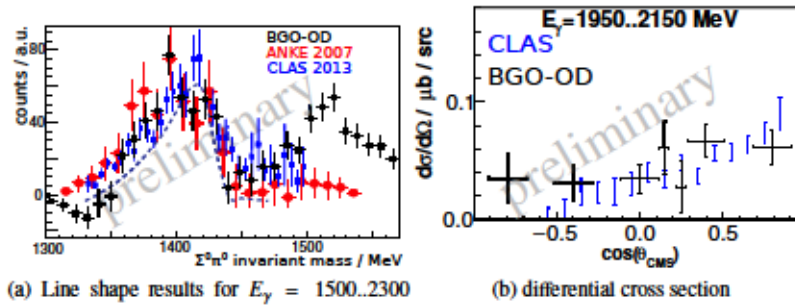 counts / a.u.
80
40
0
BGO-OD
ANKE 2007
CLAS 2013
preliminary
1300
1400
1500
Σ⁰π⁰ invariant mass / MeV
(a) Line shape results for Eγ = 1500..2300
dσ/dΩ / μb / src
0.1
0.0
Eγ=1950..2150 MeV
CLAS
BGO-OD
preliminary
−0.5
0.0
0.5
cos(θCMS)
(b) differential cross section